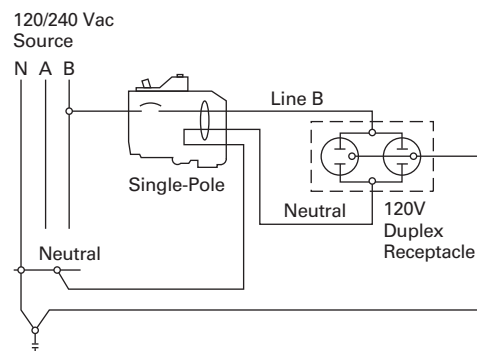 120/240 Vac
Source
N A B
Line B
Single-Pole
Neutral
120V
Duplex
Receptacle
Neutral